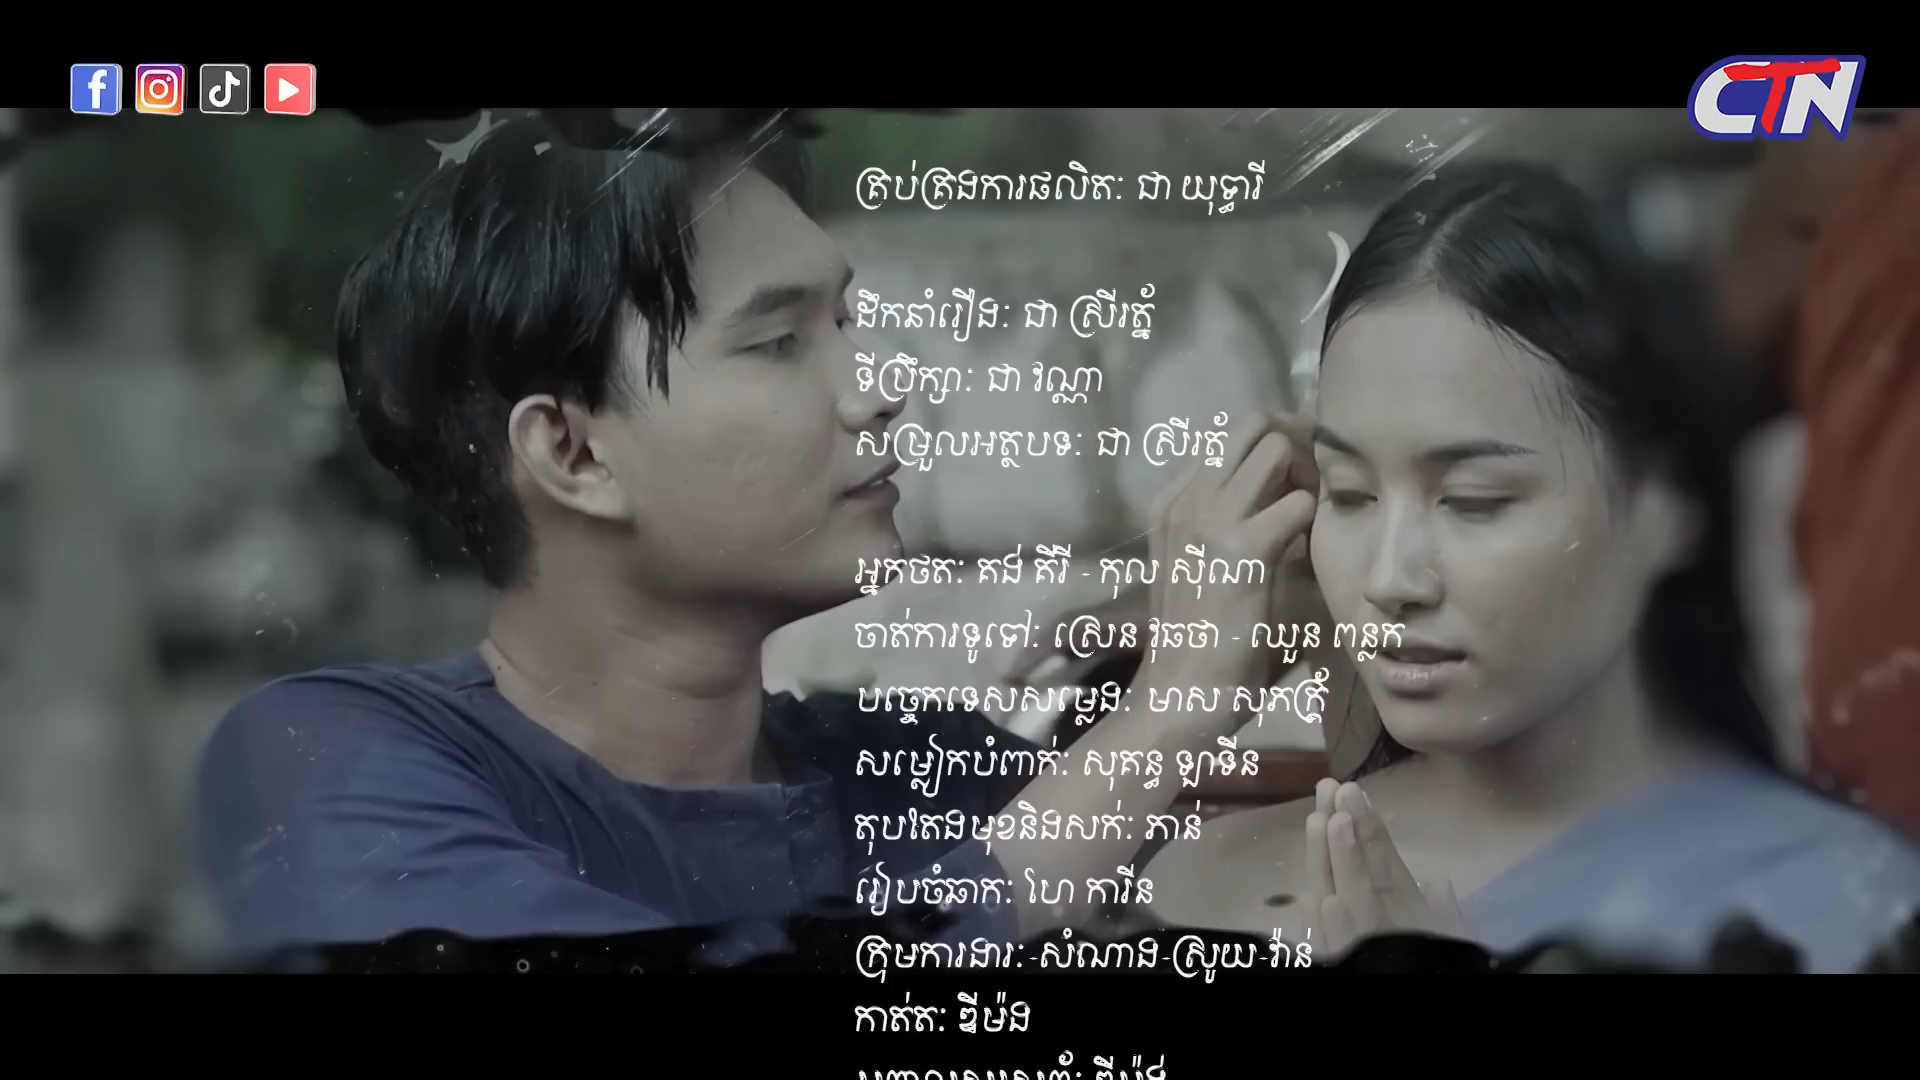 CTN
គ្រប់គ្រងការផលិត: ជា យុទ្ធារី
ដឹកនាំរឿង: ជា ស្រីរត្ន័
ទីប្រឹក្សា: ជា វណ្ណា
សម្រួលអត្ថបទ: ជា ស្រីរត្ន័
អ្នកថត: គង់ គីរី - កុល ស៊ីណា
ចាត់ការទូទៅ: ស្រេន វុធថា - ឈួន ពន្លក
បច្ចេកទេសសម្លេង: មាស សុភក្រ្ត័
សម្លៀកបំពាក់: សុគន្ធ ឡាទីន
តុបតែងមុខនិងសក់: ភាន់
រៀបចំឆាក: ហៃ ការីន
ក្រុមការងារ:-សំណាង-ស្រួយ-វ៉ាន់
កាត់ត: ឌីម៉ង